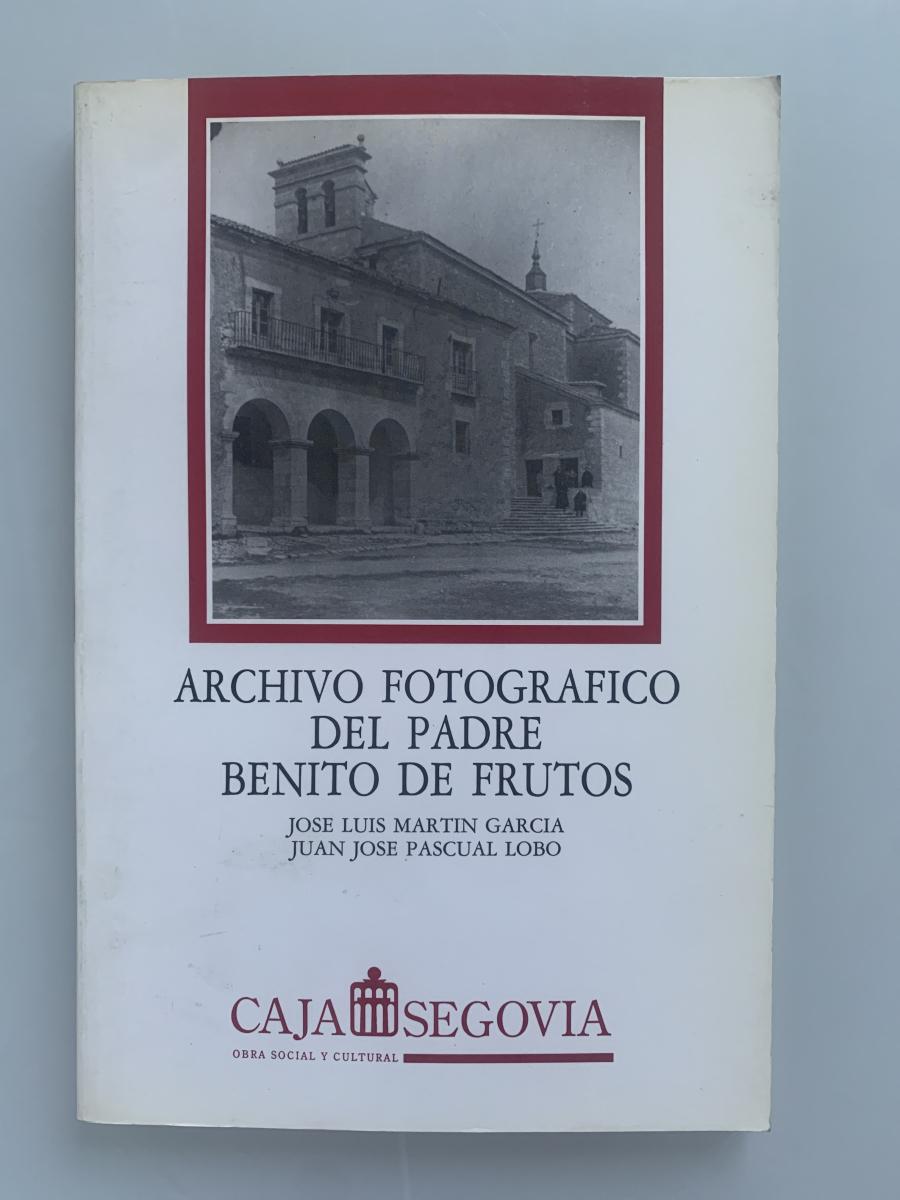 ARCHIVO FOTOGRAFICO
DEL PADRE
BENITO DE FRUTOS
JOSE LUIS MARTIN GARCIA
JUAN JOSE PASCUAL LOBO
CAJA SEGOVIA
OBRA SOCIAL Y CULTURAL